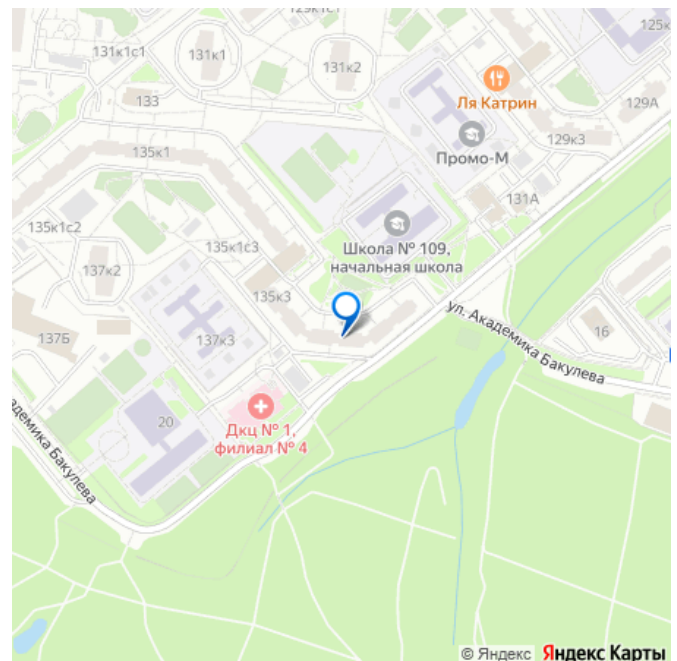 131к1с1
131к1
125к
131к2
Ля Катрин
133
129А
129к3
135к1
Промо-М
131А
135к1с2
135к1с3
Школа № 109,
начальная школа
137к2
135к3
ул. Академика Бакулева
16
137Б
137к3
20
Дкц № 1,
филиал № 4
адемика Бакулева
© Яндекс Яндекс Карты